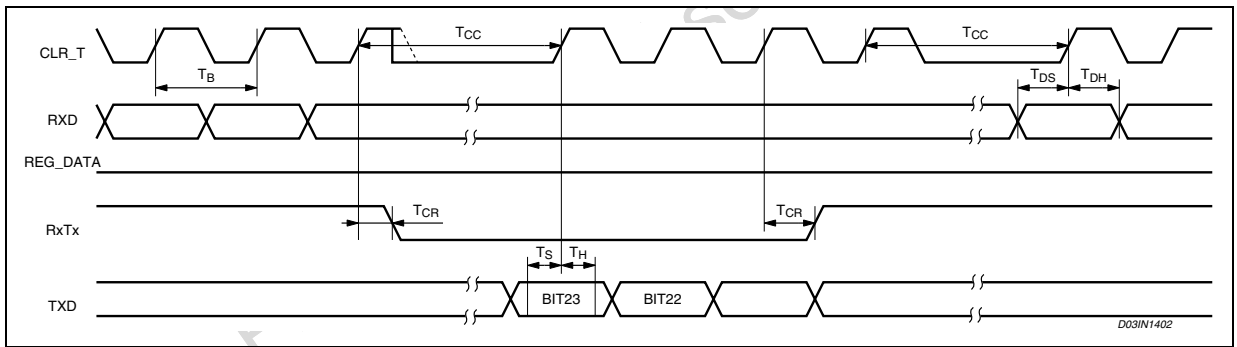 CLR_T
TCC
TCC
TB
TDS
TDH
RXD
REG_DATA
TCR
TCR
RxTx
TS
TH
TXD
BIT23
BIT22
D03IN1402